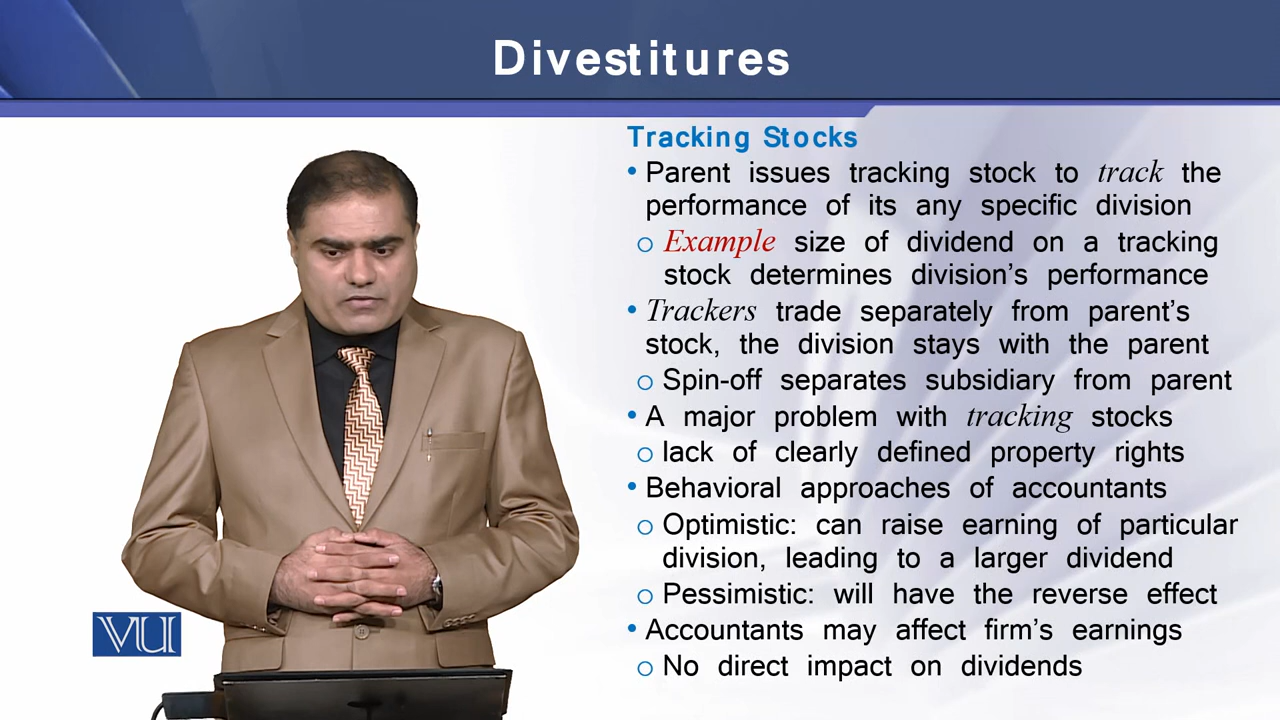 Divestitures
Tracking Stocks
• Parent issues tracking stock to track the
performance of its any specific division
o Example size of dividend on a tracking
stock determines division's performance
• Trackers trade separately from parent's
stock, the division stays with the parent
o Spin-off separates subsidiary from parent
• A major problem with tracking stocks
o lack of clearly defined property rights
• Behavioral approaches of accountants
o Optimistic: can raise earning of particular
division, leading to a larger dividend
o Pessimistic: will have the reverse effect
• Accountants may affect firm's earnings
o No direct impact on dividends
VU